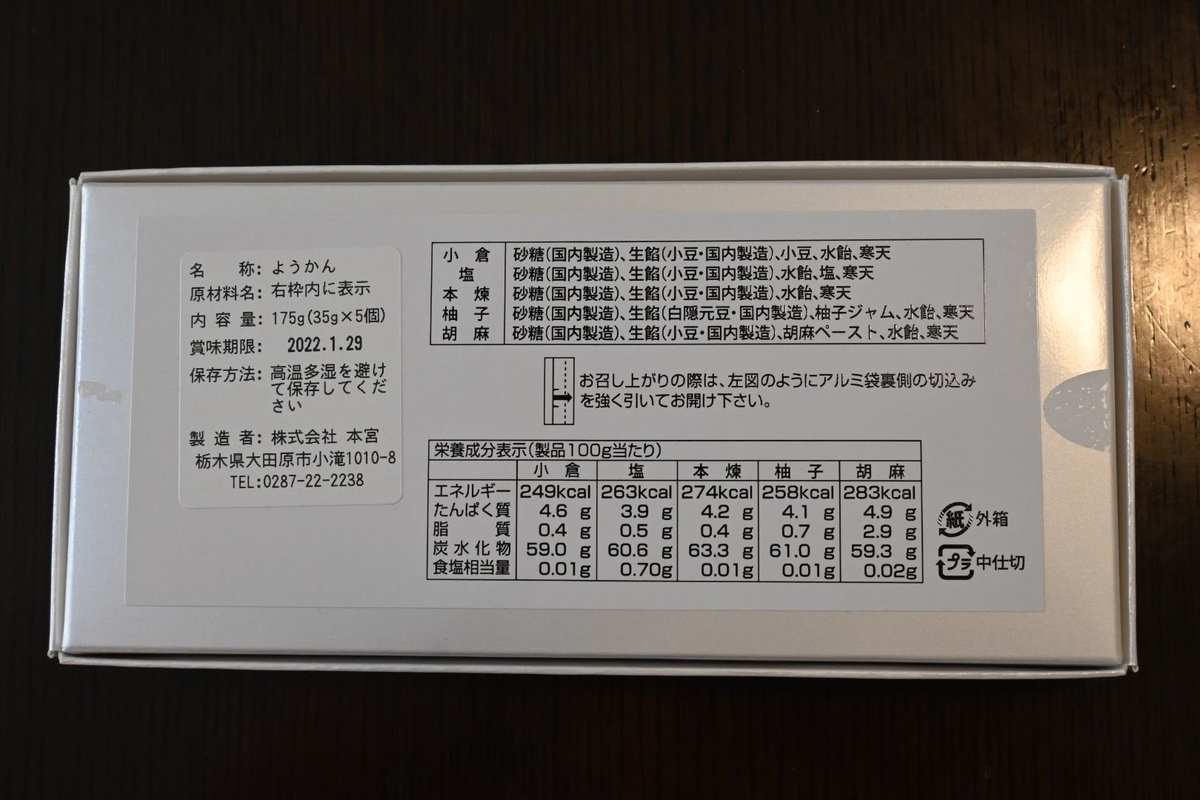 名　称: ようかん
原材料名: 右枠内に表示
内 容 量: 175g(35g×5個)
賞味期限: 2022.1.29
保存方法: 高温多湿を避け
て保存してくだ
さい
製 造 者: 株式会社 本宮
栃木県大田原市小滝1010-8
TEL:0287-22-2238
小　倉 砂糖(国内製造)、生餡(小豆・国内製造)、小豆、水飴、寒天
塩 砂糖(国内製造)、生餡(小豆・国内製造)、水飴、塩、寒天
本　煉 砂糖(国内製造)、生餡(小豆・国内製造)、水飴、寒天
柚　子 砂糖(国内製造)、生餡(白隠元豆・国内製造)、柚子ジャム、水飴、寒天
胡　麻 砂糖(国内製造)、生餡(小豆・国内製造)、胡麻ペースト、水飴、寒天
お召し上がりの際は、左図のようにアルミ袋裏側の切込み
を強く引いてお開け下さい。
栄養成分表示(製品100g当たり)
小　倉 塩 本　煉 柚　子 胡　麻
エネルギー 249kcal 263kcal 274kcal 258kcal 283kcal
たんぱく質 4.6 g 3.9 g 4.2 g 4.1 g 4.9 g
脂　質 0.4 g 0.5 g 0.4 g 0.7 g 2.9 g
炭水化物 59.0 g 60.6 g 63.3 g 61.0 g 59.3 g
食塩相当量 0.01g 0.70g 0.01g 0.01g 0.02g
紙 外箱
プラ 中仕切